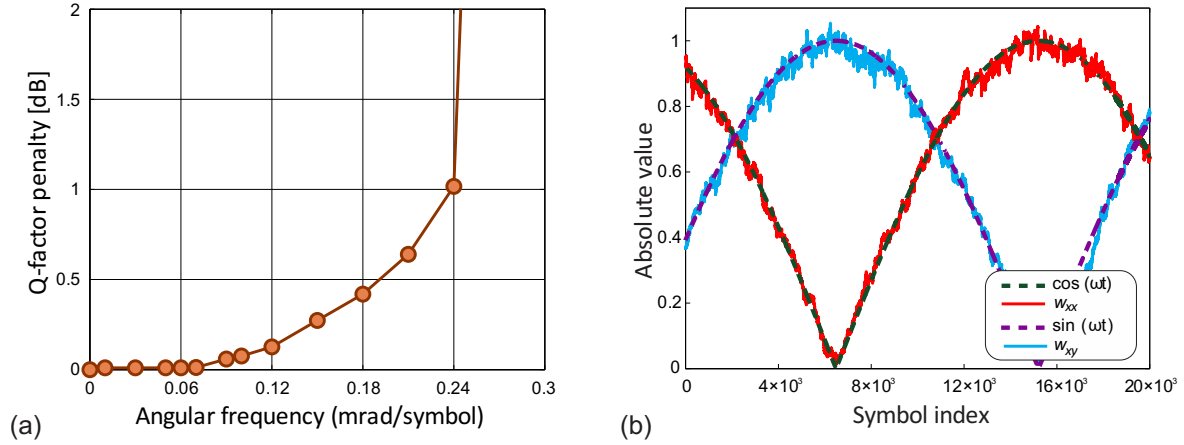 2
1.5
1
0.5
0
0
0.06
0.12
0.18
0.24
0.3
Q-factor penalty [dB]
Angular frequency (mrad/symbol)
(a)
1
0.8
0.6
0.4
0.2
0
0
4×10³
8×10³
12×10³
16×10³
20×10³
Absolute value
Symbol index
cos (ωt)
wxx
sin (ωt)
wxy
(b)